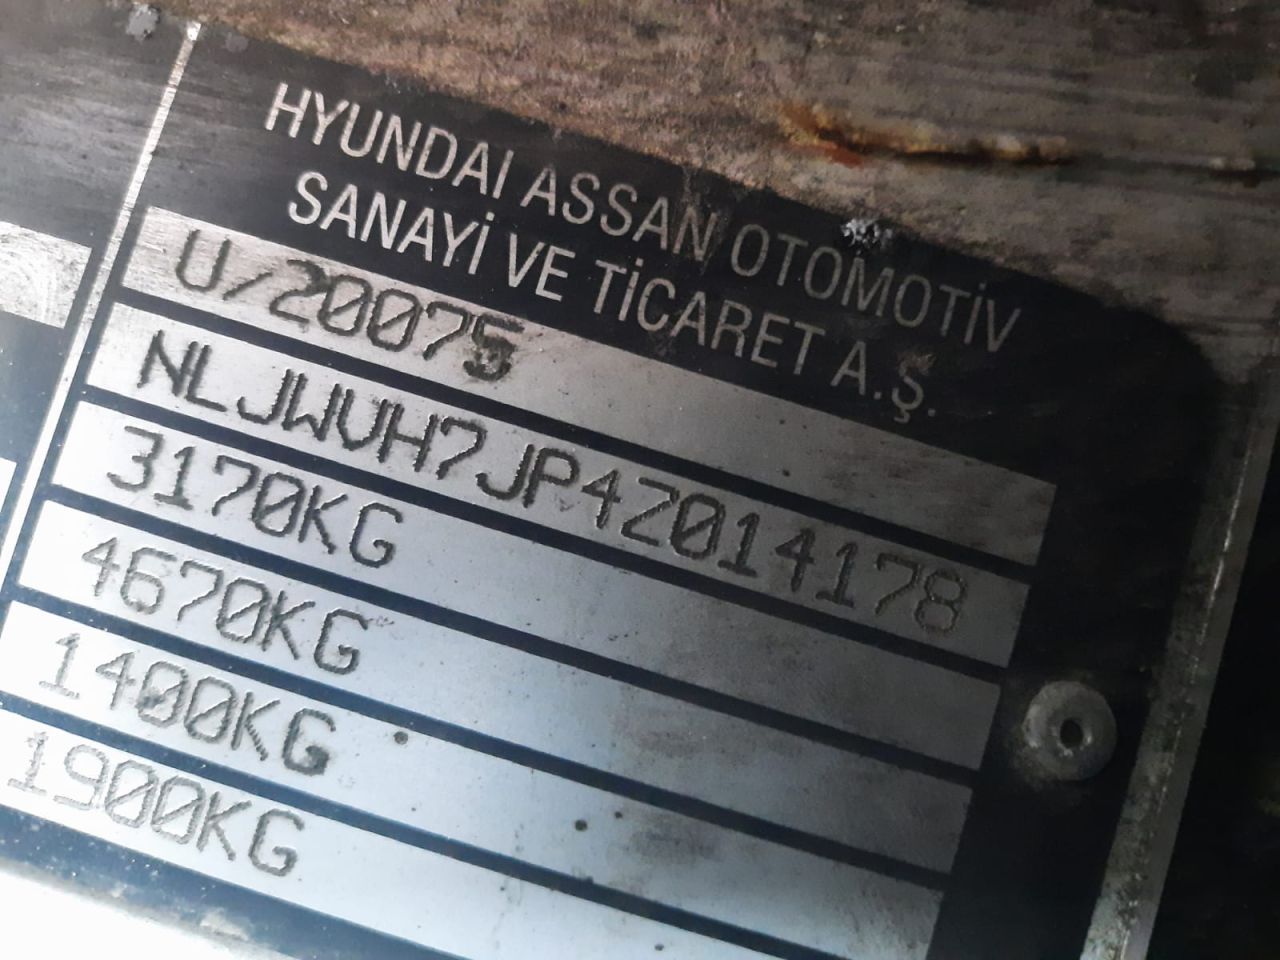 HYUNDAI ASSAN OTOMOTİV
SANAYİ VE TİCARET A.Ş.
U/20075
NLJWVH7JP4Z014178
3170KG
4670KG
1400KG
1900KG